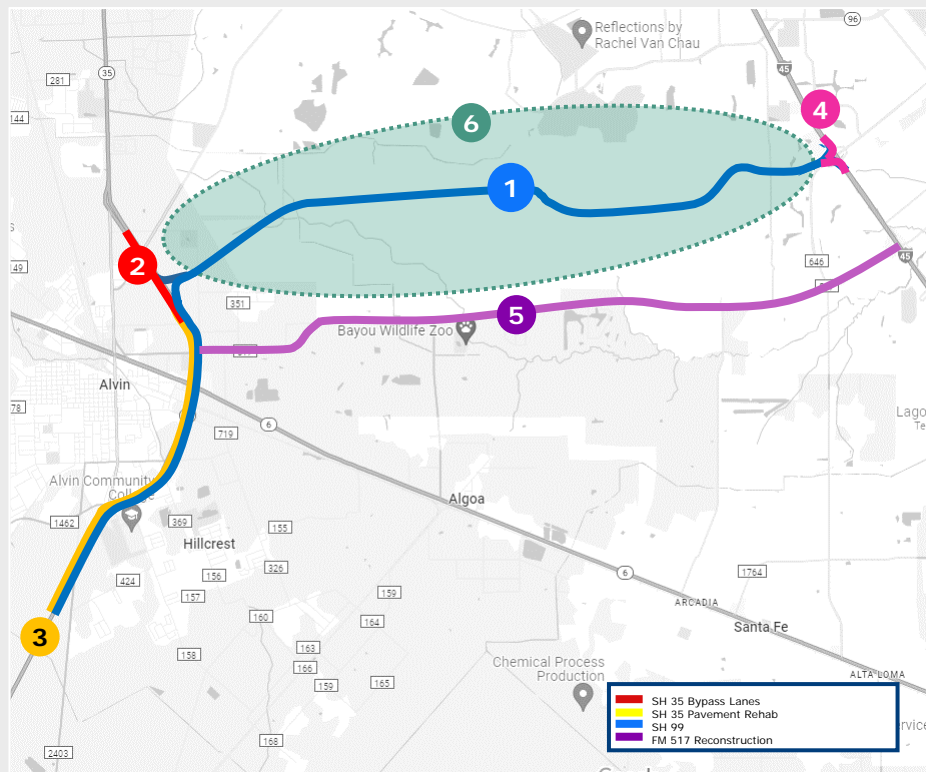 96
Reflections by
Rachel Van Chau
35
45
281
4
144
6
1
2
646
49
45
351
5
Bayou Wildlife Zoo
Alvin
78
6
719
Alvin Community
College
1462
369
155
Algoa
Hillcrest
326
424
156
157
159
6
1764
160
164
ARCADIA
3
Santa Fe
158
163
166
Chemical Process
Production
159
165
ALTA LOMA
SH 35 Bypass Lanes
SH 35 Pavement Rehab
SH 99
FM 517 Reconstruction
168
2403